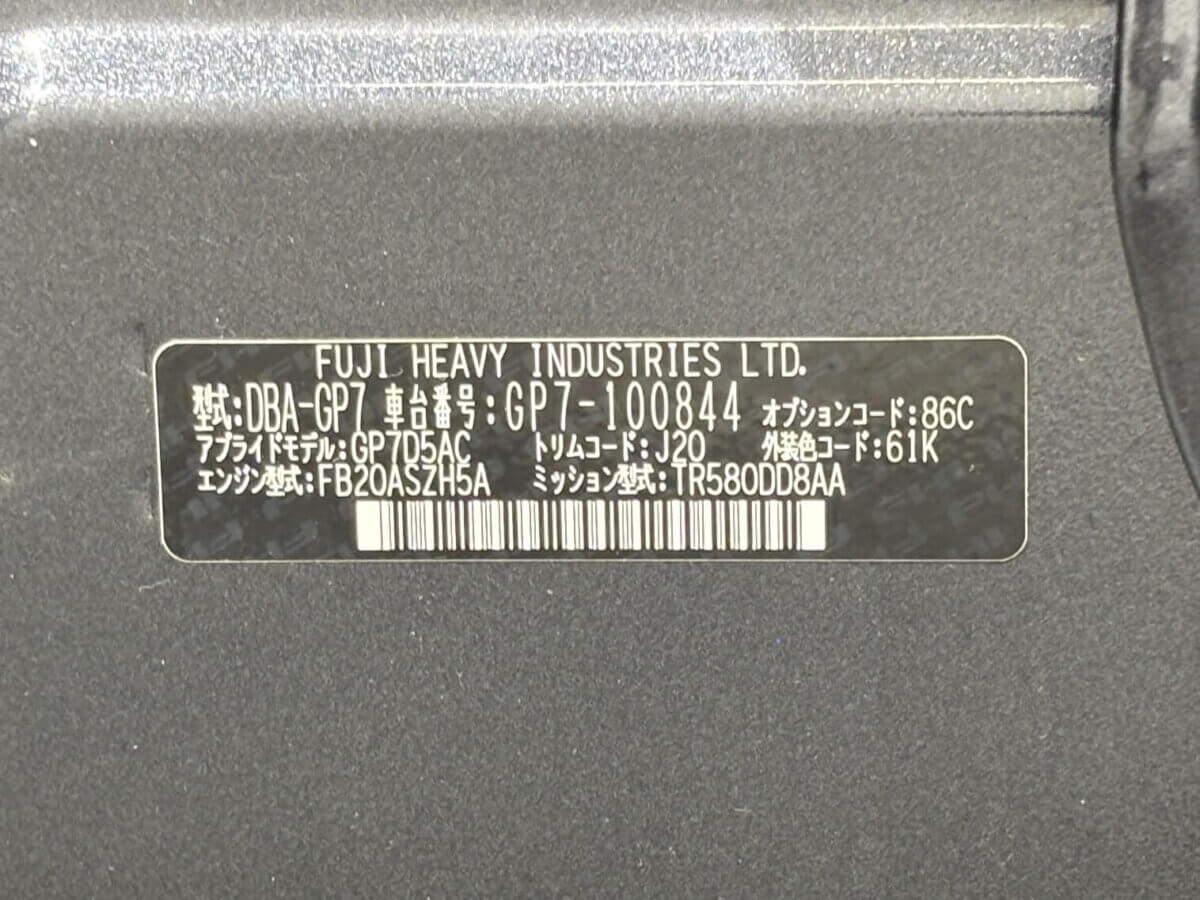 FUJI HEAVY INDUSTRIES LTD.
型式:DBA-GP7 車台番号:GP7-100844 オプションコード:86C
アプライドモデル:GP7D5AC トリムコード:J20 外装色コード:61K
エンジン型式:FB20ASZH5A ミッション型式:TR580DD8AA